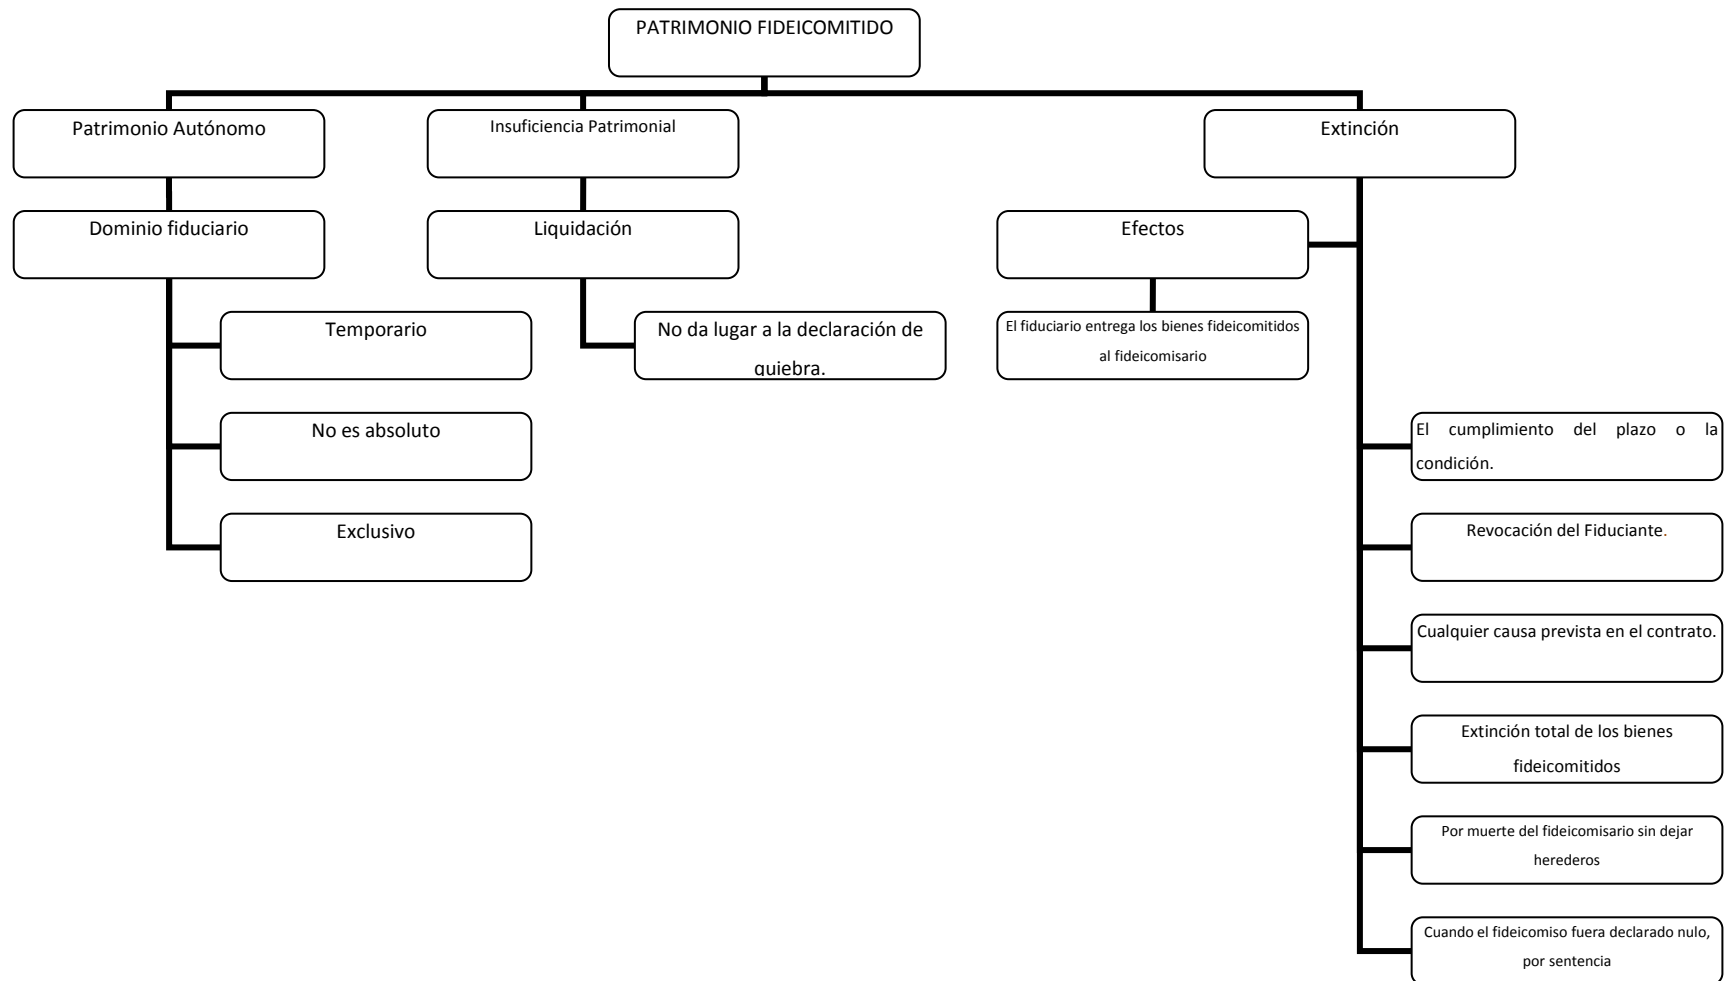 PATRIMONIO FIDEICOMITIDO
Patrimonio Autónomo
Insuficiencia Patrimonial
Extinción
Dominio fiduciario
Liquidación
Efectos
Temporario
No da lugar a la declaración de
quiebra.
El fiduciario entrega los bienes fideicomitidos
al fideicomisario
No es absoluto
El cumplimiento del plazo o la
condición.
Exclusivo
Revocación del Fiduciante.
Cualquier causa prevista en el contrato.
Extinción total de los bienes
fideicomitidos
Por muerte del fideicomisario sin dejar
herederos
Cuando el fideicomiso fuera declarado nulo,
por sentencia